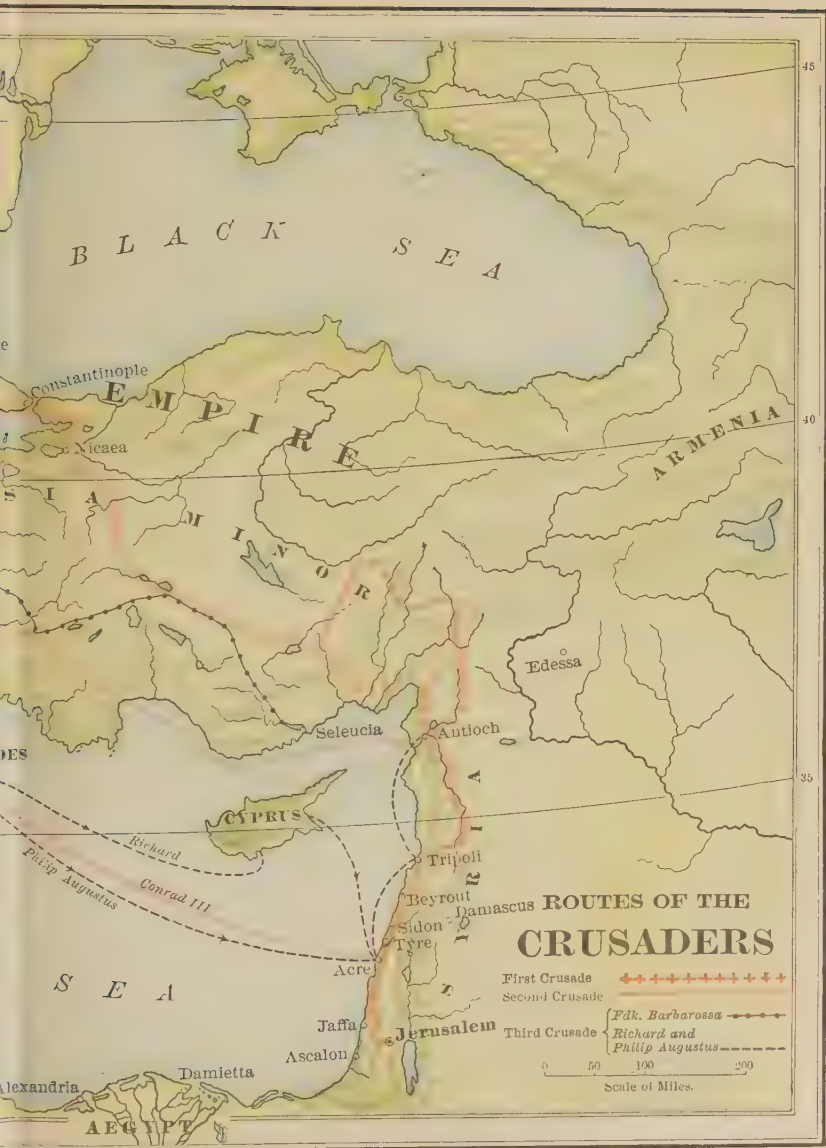 45
BLACK SEA
e
Constantinople
EMPIRE
Nicaea
40
ARMENIA
SIA
MINOR
Edessa
Seleucia
Antioch
DES
35
CYPRUS
Richard
Tripoli
Philip Augustus
Conrad III
Beyrout
Damascus
Sidon
Tyre
Acre
SYRIA
SEA
Jaffa
Jerusalem
Ascalon
Alexandria
Damietta
AEGYPT
ROUTES OF THE
CRUSADERS
First Crusade
Second Crusade
Third Crusade
Fdk. Barbarossa
Richard and
Philip Augustus
0 50 100 200
Scale of Miles.